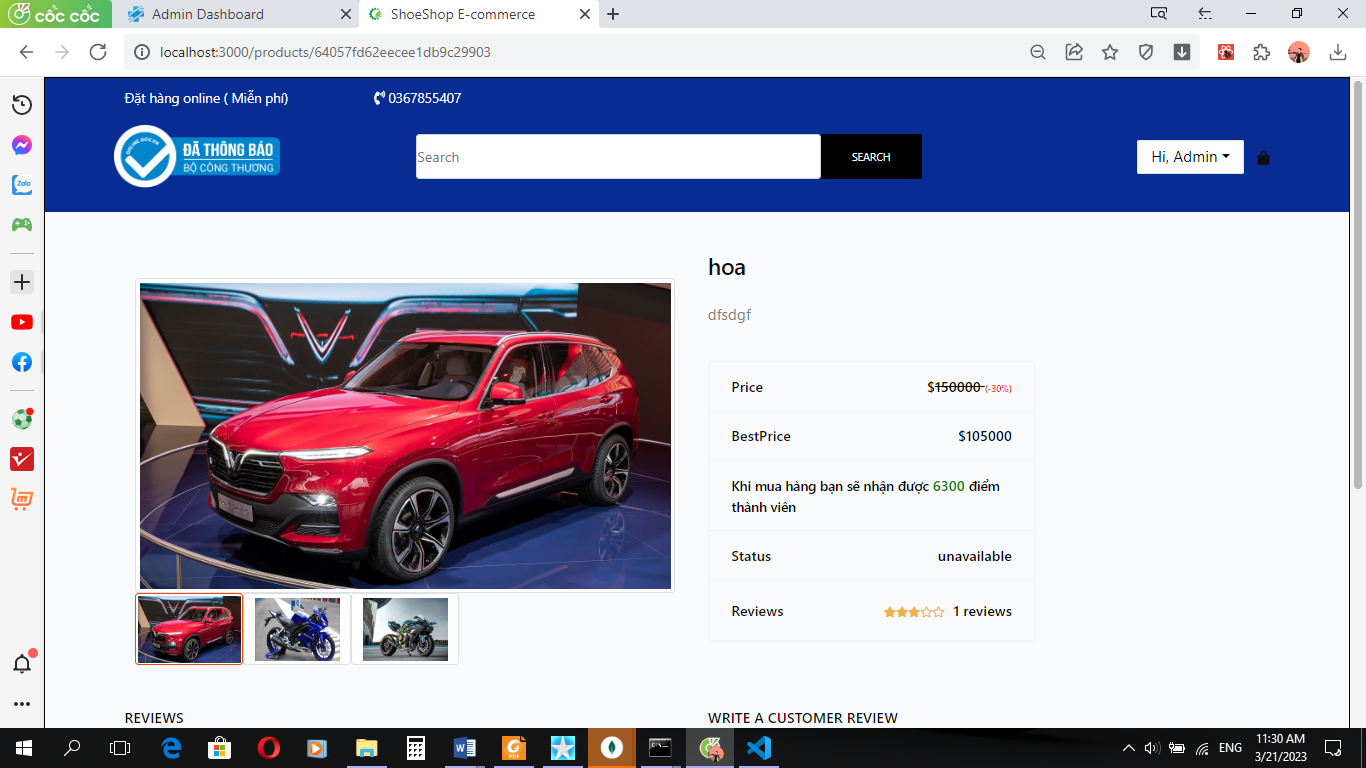 cốc cốc
Admin Dashboard
ShoeShop E-commerce
localhost:3000/products/64057fd62eecee1db9c29903
Đặt hàng online ( Miễn phí)
0367855407
ĐÃ THÔNG BÁO
BỘ CÔNG THƯƠNG
Search
SEARCH
Hi, Admin
Zalo
hoa
dfsdgf
Price
$150000 (-30%)
BestPrice
$105000
Khi mua hàng bạn sẽ nhận được 6300 điểm
thành viên
Status
unavailable
Reviews
1 reviews
REVIEWS
WRITE A CUSTOMER REVIEW
ENG
11:30 AM
3/21/2023